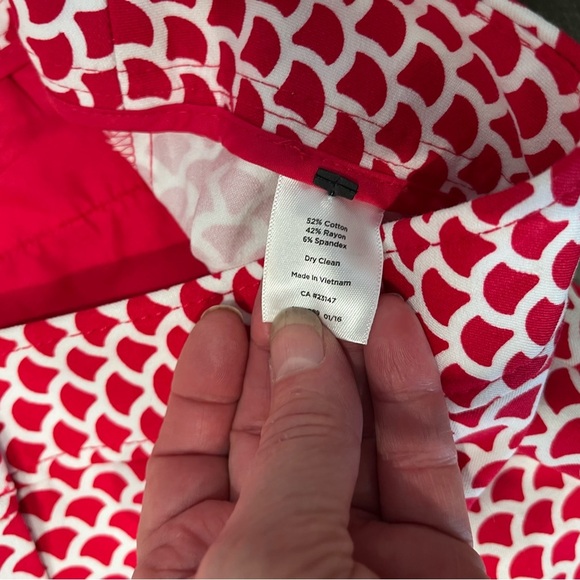 52% Cotton
42% Rayon
6% Spandex
Dry Clean
Made in Vietnam
CA #23147
01/16